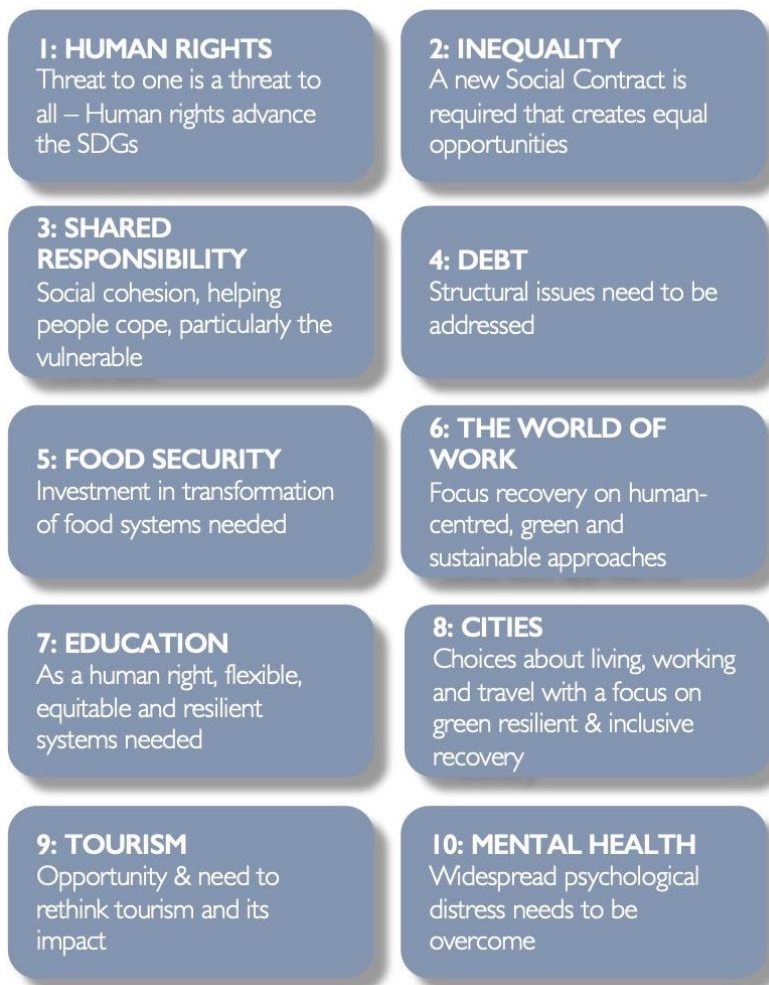 1: HUMAN RIGHTS
Threat to one is a threat to
all – Human rights advance
the SDGs
2: INEQUALITY
A new Social Contract is
required that creates equal
opportunities
3: SHARED
RESPONSIBILITY
Social cohesion, helping
people cope, particularly the
vulnerable
4: DEBT
Structural issues need to be
addressed
5: FOOD SECURITY
Investment in transformation
of food systems needed
6: THE WORLD OF
WORK
Focus recovery on human-
centred, green and
sustainable approaches
7: EDUCATION
As a human right, flexible,
equitable and resilient
systems needed
8: CITIES
Choices about living, working
and travel with a focus on
green resilient & inclusive
recovery
9: TOURISM
Opportunity & need to
rethink tourism and its
impact
10: MENTAL HEALTH
Widespread psychological
distress needs to be
overcome